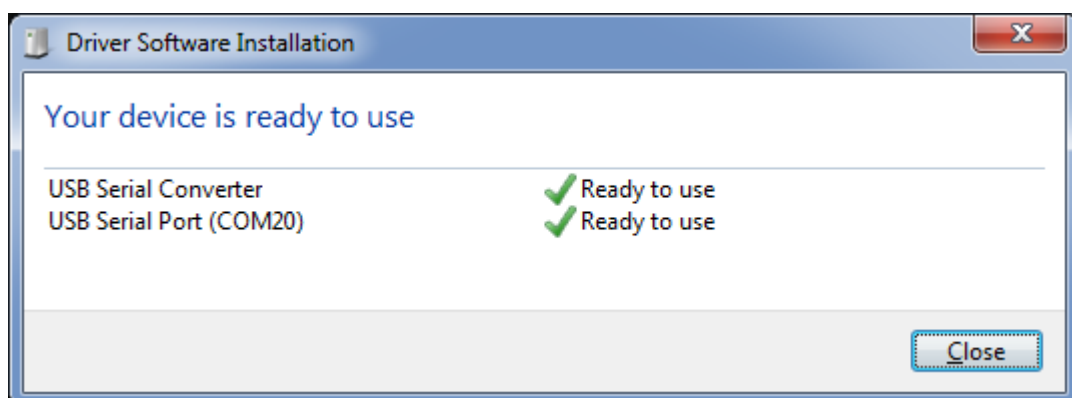 Driver Software Installation
Your device is ready to use
USB Serial Converter Ready to use
USB Serial Port (COM20) Ready to use
Close